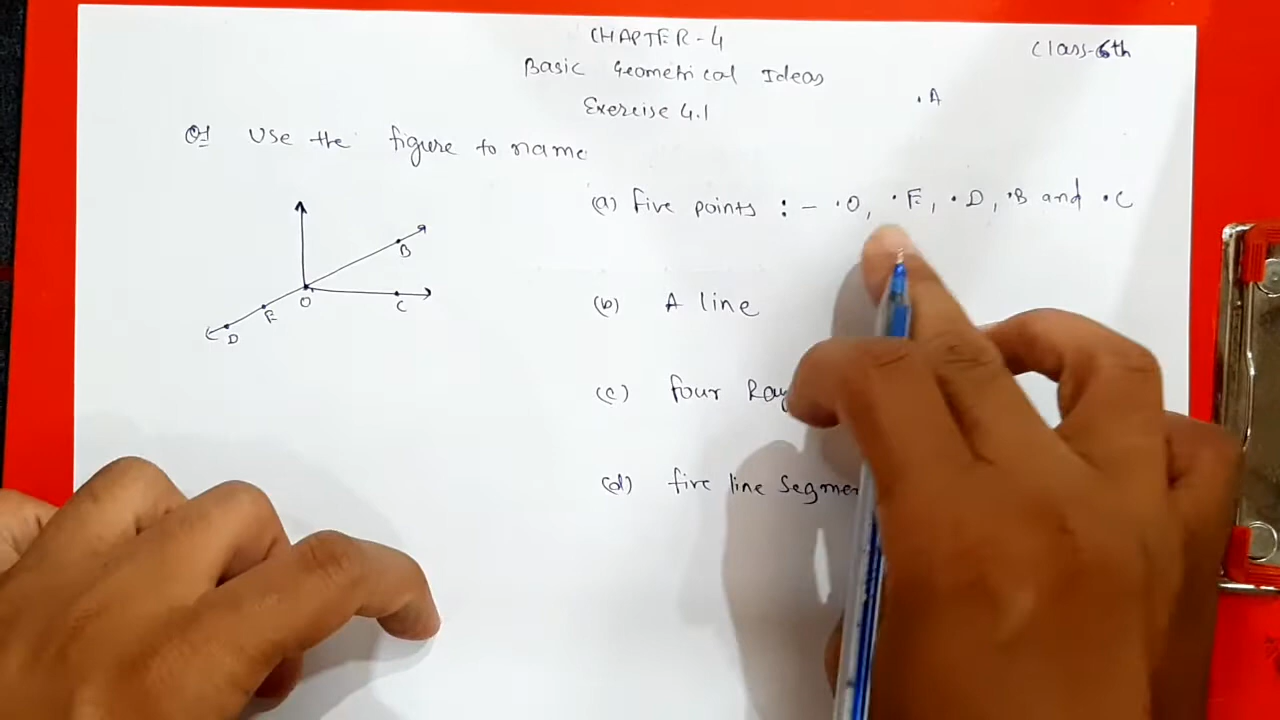 CHAPTER-4
Class-6th
Basic Geometrical Ideas
Exercise 4.1
.A
Q1 Use the figure to name
(a) five points :- .O, .E, .D, .B and .C
B
O
C
E
D
(b) A line
(c) four
(d) five line